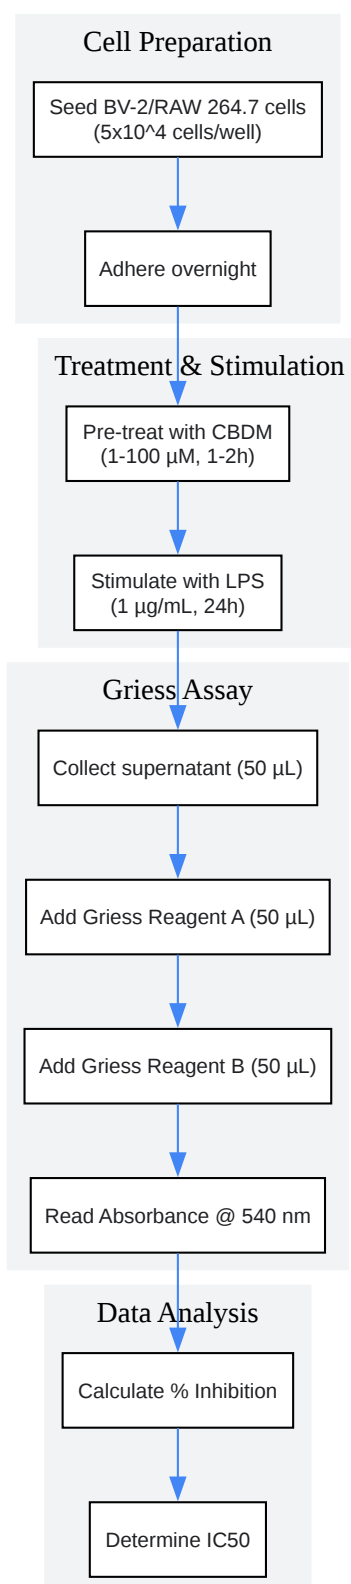 Cell Preparation
Seed BV-2/RAW 264.7 cells
(5x10^4 cells/well)
Adhere overnight
Treatment & Stimulation
Pre-treat with CBDM
(1-100 µM, 1-2h)
Stimulate with LPS
(1 µg/mL, 24h)
Griess Assay
Collect supernatant (50 µL)
Add Griess Reagent A (50 µL)
Add Griess Reagent B (50 µL)
Read Absorbance @ 540 nm
Data Analysis
Calculate % Inhibition
Determine IC50